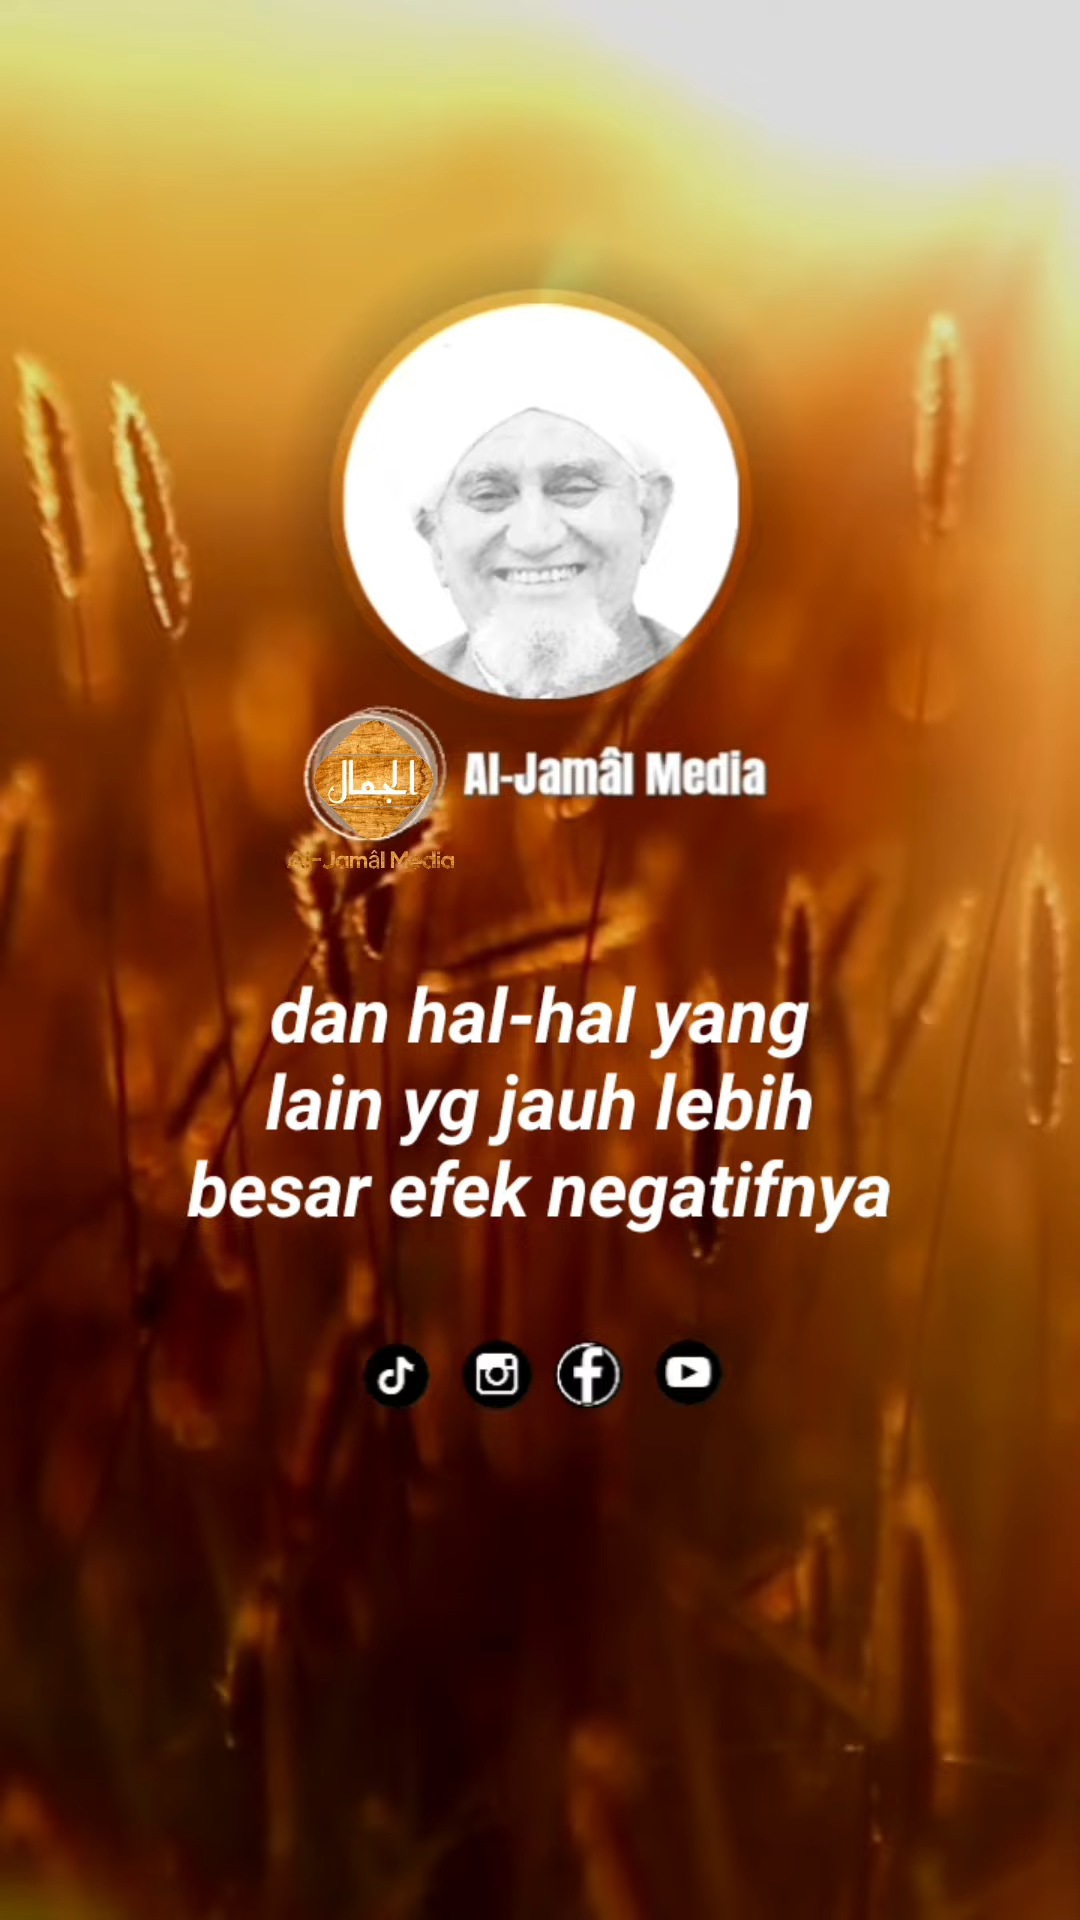 الجمال
Al-Jamâl Media
Al-Jamâl Media
dan hal-hal yang
lain yg jauh lebih
besar efek negatifnya